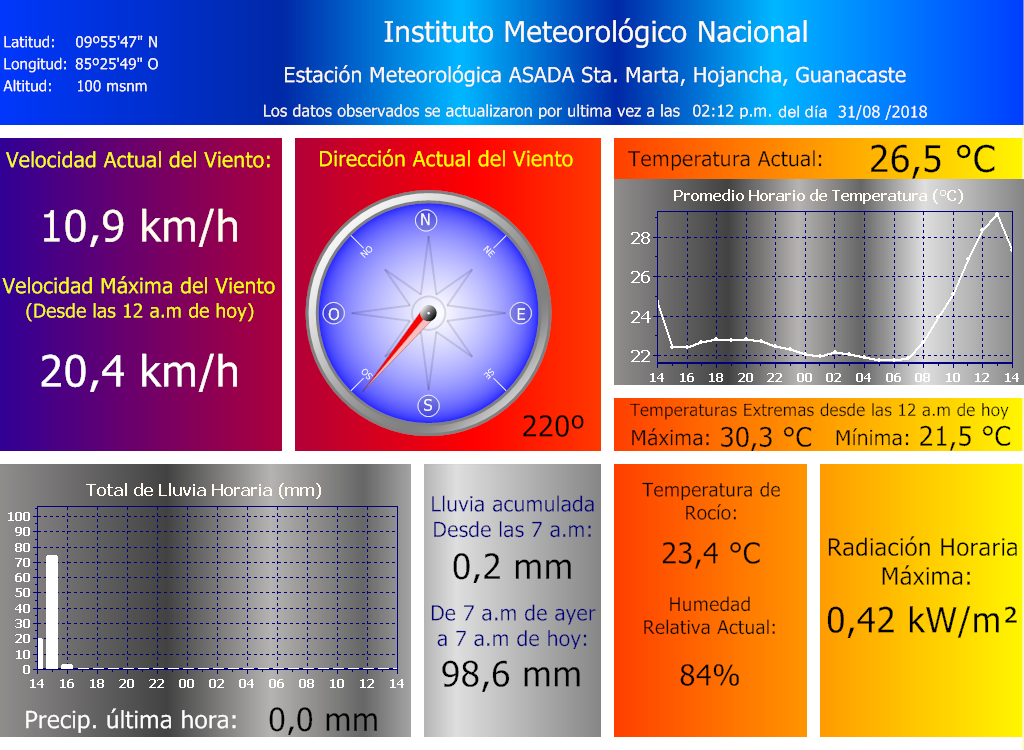 Instituto Meteorológico Nacional
Latitud: 09º55'47" N
Longitud: 85º25'49" O
Altitud: 100 msnm
Estación Meteorológica ASADA Sta. Marta, Hojancha, Guanacaste
Los datos observados se actualizaron por ultima vez a las 02:12 p.m. del día 31/08 /2018
Velocidad Actual del Viento:
10,9 km/h
Velocidad Máxima del Viento
(Desde las 12 a.m de hoy)
20,4 km/h
Dirección Actual del Viento
N
NO NE
O E
SO SE
S
220º
Temperatura Actual: 26,5 °C
Promedio Horario de Temperatura (°C)
28
26
24
22
14 16 18 20 22 00 02 04 06 08 10 12 14
Temperaturas Extremas desde las 12 a.m de hoy
Máxima: 30,3 °C Mínima: 21,5 °C
Total de Lluvia Horaria (mm)
100
90
80
70
60
50
40
30
20
10
0
14 16 18 20 22 00 02 04 06 08 10 12 14
Precip. última hora: 0,0 mm
Lluvia acumulada
Desde las 7 a.m:
0,2 mm
De 7 a.m de ayer
a 7 a.m de hoy:
98,6 mm
Temperatura de
Rocío:
23,4 °C
Humedad
Relativa Actual:
84%
Radiación Horaria
Máxima:
0,42 kW/m²